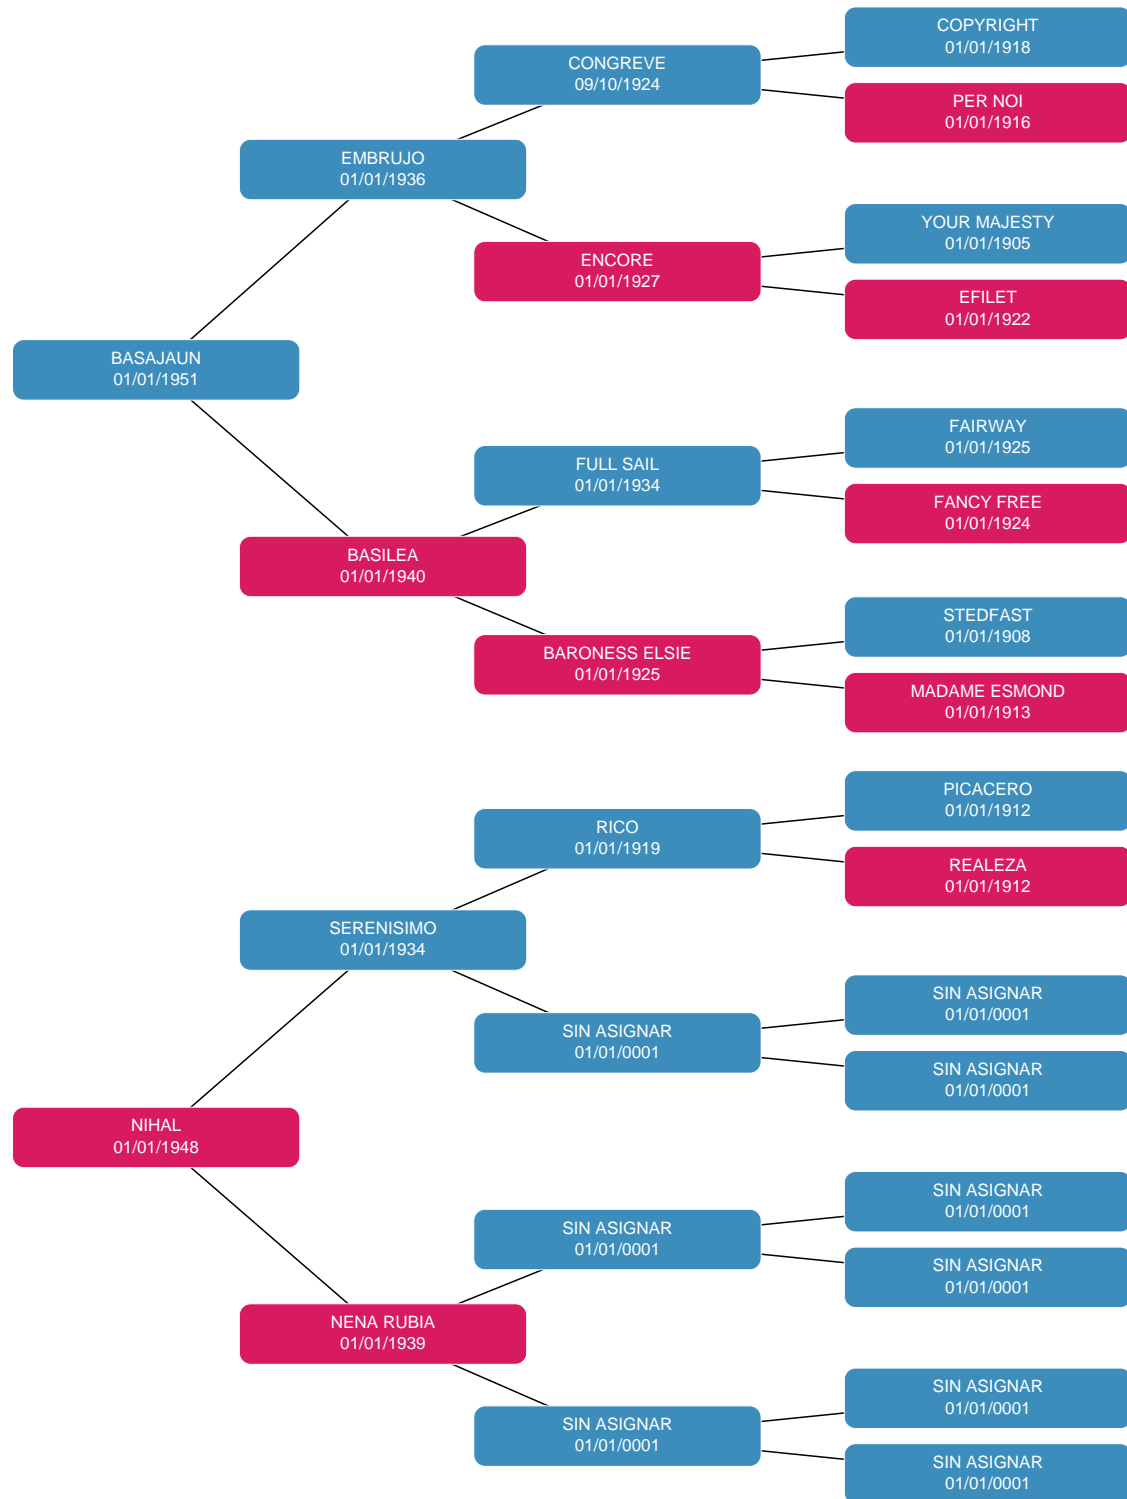 COPYRIGHT
01/01/1918
CONGREVE
09/10/1924
PER NOI
01/01/1916
EMBRUJO
01/01/1936
YOUR MAJESTY
01/01/1905
ENCORE
01/01/1927
EFILET
01/01/1922
BASAJAUN
01/01/1951
FAIRWAY
01/01/1925
FULL SAIL
01/01/1934
FANCY FREE
01/01/1924
BASILEA
01/01/1940
STEDFAST
01/01/1908
BARONESS ELSIE
01/01/1925
MADAME ESMOND
01/01/1913
PICACERO
01/01/1912
RICO
01/01/1919
REALEZA
01/01/1912
SERENISIMO
01/01/1934
SIN ASIGNAR
01/01/0001
SIN ASIGNAR
01/01/0001
SIN ASIGNAR
01/01/0001
NIHAL
01/01/1948
SIN ASIGNAR
01/01/0001
SIN ASIGNAR
01/01/0001
SIN ASIGNAR
01/01/0001
NENA RUBIA
01/01/1939
SIN ASIGNAR
01/01/0001
SIN ASIGNAR
01/01/0001
SIN ASIGNAR
01/01/0001